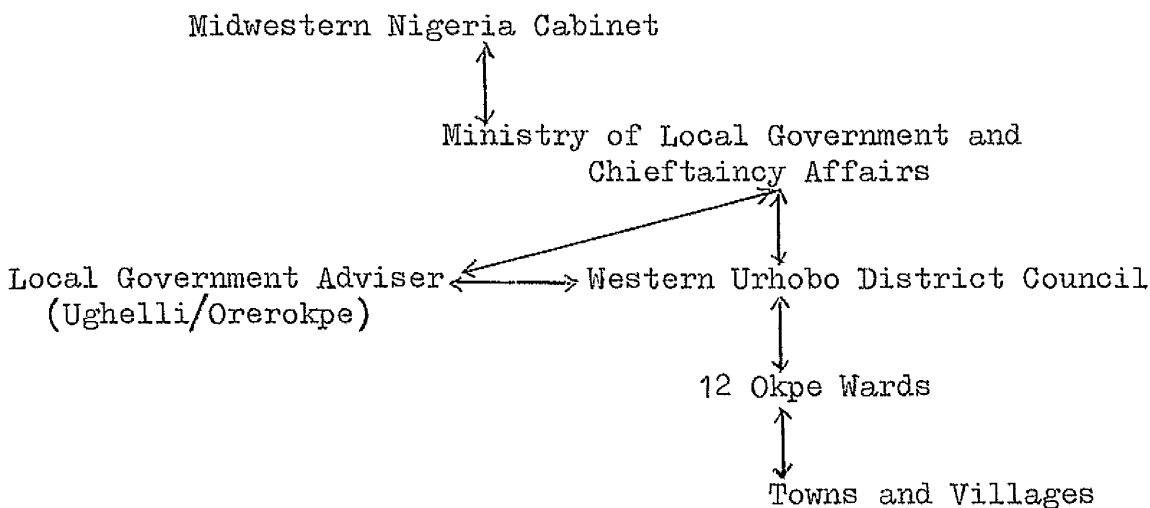 Midwestern Nigeria Cabinet
Ministry of Local Government and
Chieftaincy Affairs
Local Government Adviser
(Ughelli/Orerokpe)
Western Urhobo District Council
12 Okpe Wards
Towns and Villages